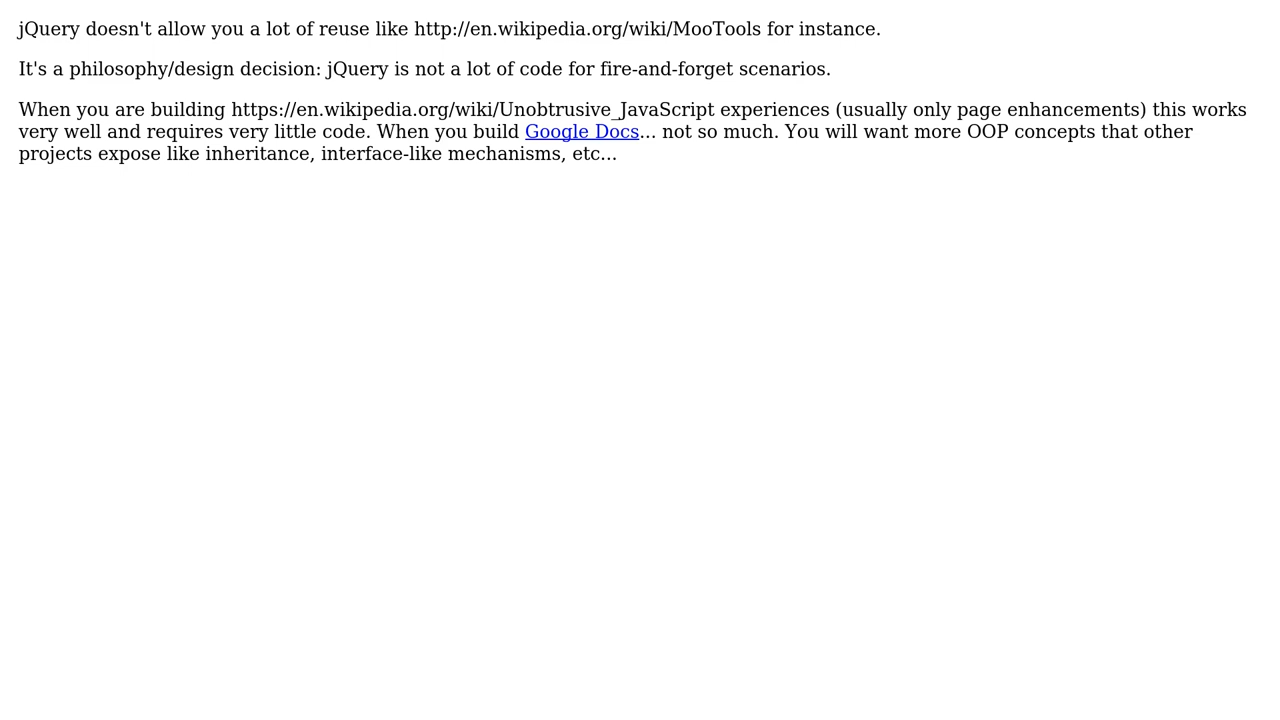 jQuery doesn't allow you a lot of reuse like http://en.wikipedia.org/wiki/MooTools for instance.
It's a philosophy/design decision: jQuery is not a lot of code for fire-and-forget scenarios.
When you are building https://en.wikipedia.org/wiki/Unobtrusive_JavaScript experiences (usually only page enhancements) this works
very well and requires very little code. When you build Google Docs... not so much. You will want more OOP concepts that other
projects expose like inheritance, interface-like mechanisms, etc...